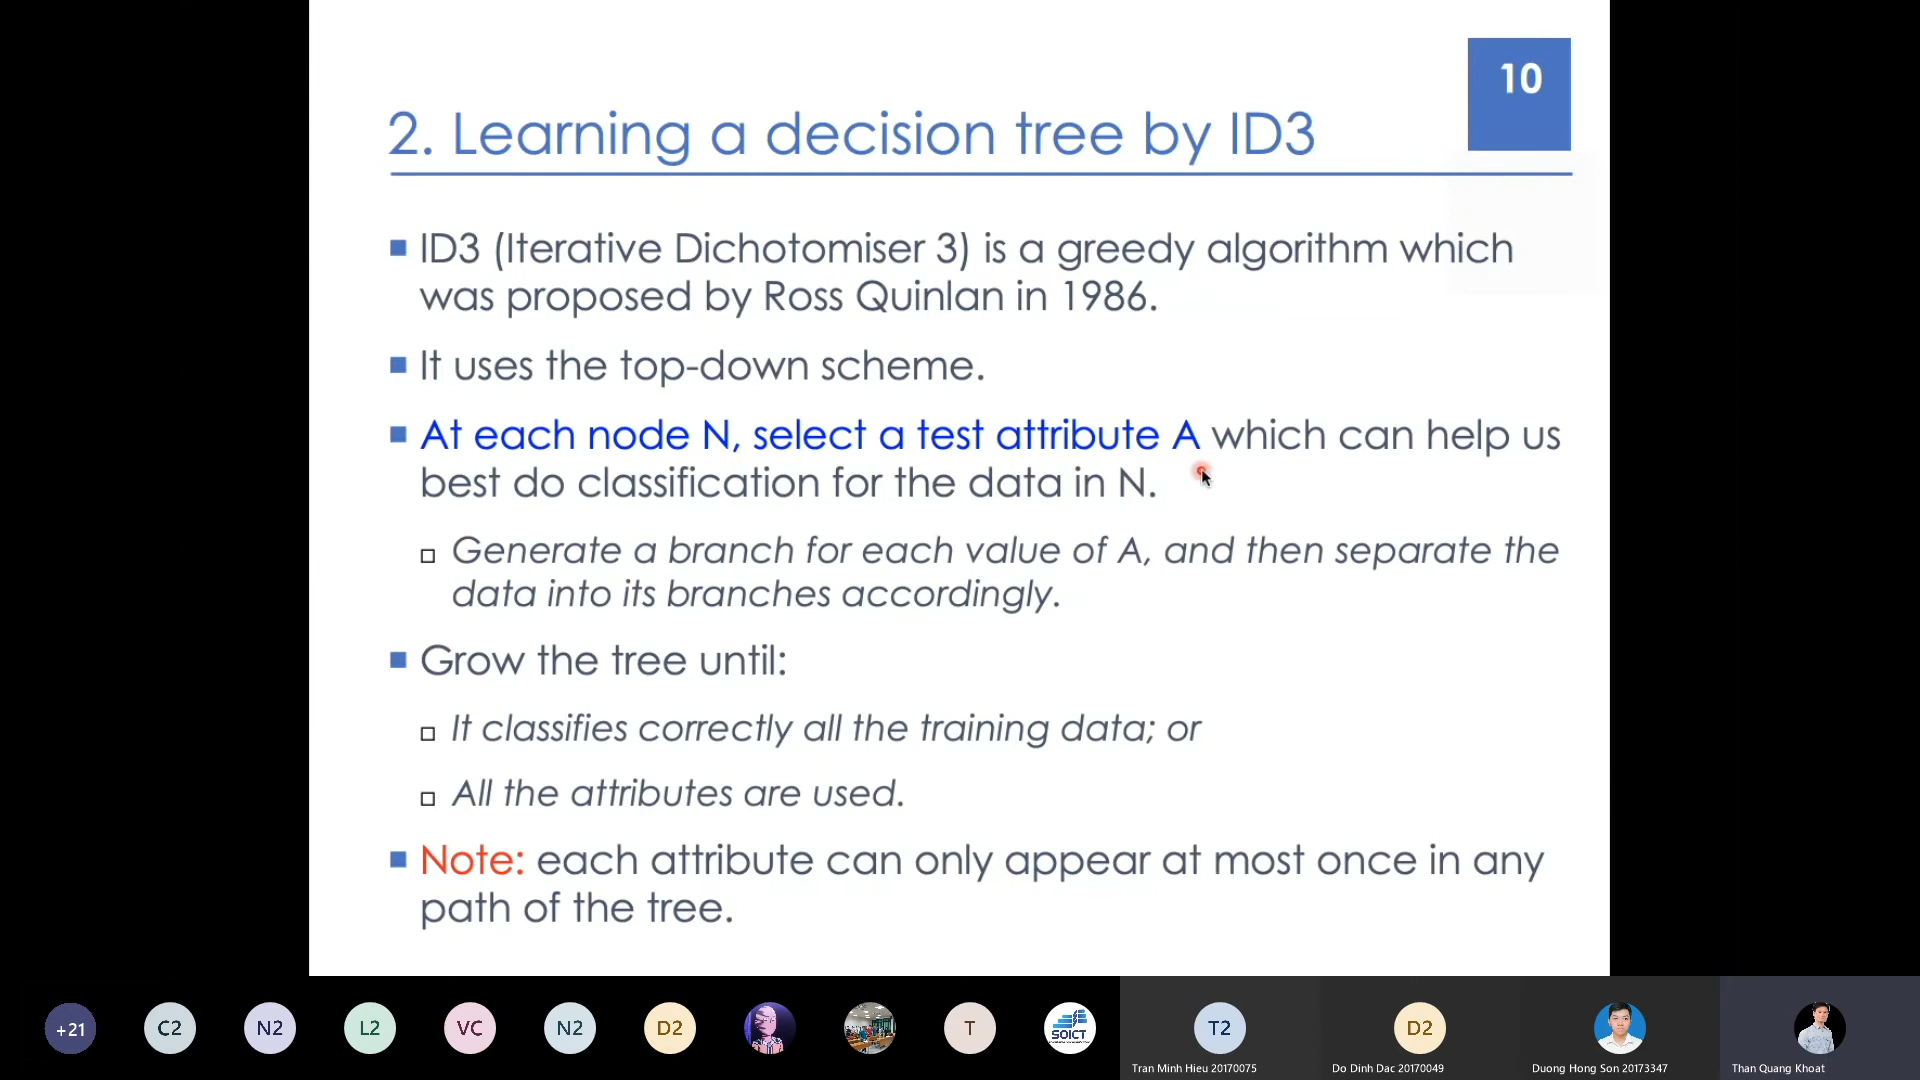 10
2. Learning a decision tree by ID3
ID3 (Iterative Dichotomiser 3) is a greedy algorithm which
was proposed by Ross Quinlan in 1986.
It uses the top-down scheme.
At each node N, select a test attribute A which can help us
best do classification for the data in N.
Generate a branch for each value of A, and then separate the
data into its branches accordingly.
Grow the tree until:
It classifies correctly all the training data; or
All the attributes are used.
Note: each attribute can only appear at most once in any
path of the tree.
+21 C2 N2 L2 VC N2 D2 T SOICT T2 D2
Tran Minh Hieu 20170075 Do Dinh Dac 20170049 Duong Hong Son 20173347 Than Quang Khoat